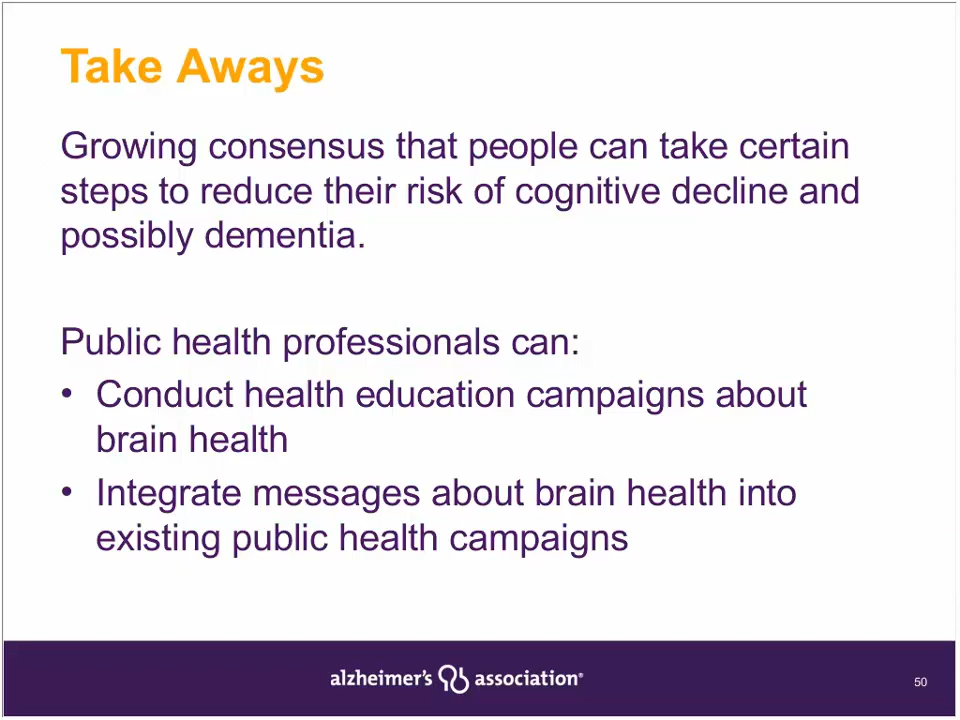 Take Aways
Growing consensus that people can take certain
steps to reduce their risk of cognitive decline and
possibly dementia.
Public health professionals can:
• Conduct health education campaigns about
brain health
• Integrate messages about brain health into
existing public health campaigns
alzheimer's association®
50